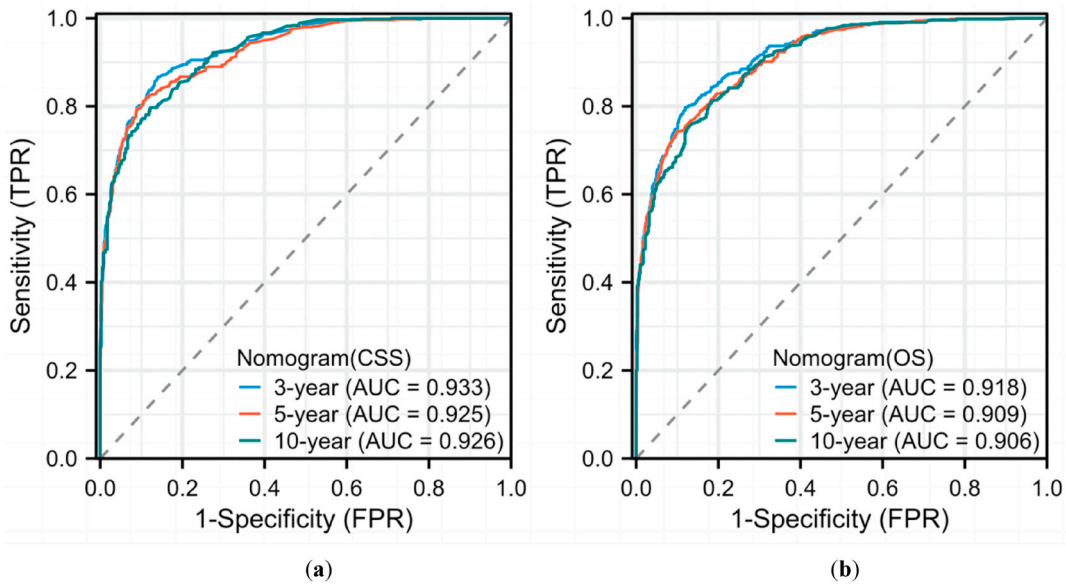 1.0
0.8
0.6
0.4
0.2
0.0
Sensitivity (TPR)
Nomogram(CSS)
3-year (AUC = 0.933)
5-year (AUC = 0.925)
10-year (AUC = 0.926)
0.0 0.2 0.4 0.6 0.8 1.0
1-Specificity (FPR)
(a)
1.0
0.8
0.6
0.4
0.2
0.0
Sensitivity (TPR)
Nomogram(OS)
3-year (AUC = 0.918)
5-year (AUC = 0.909)
10-year (AUC = 0.906)
0.0 0.2 0.4 0.6 0.8 1.0
1-Specificity (FPR)
(b)